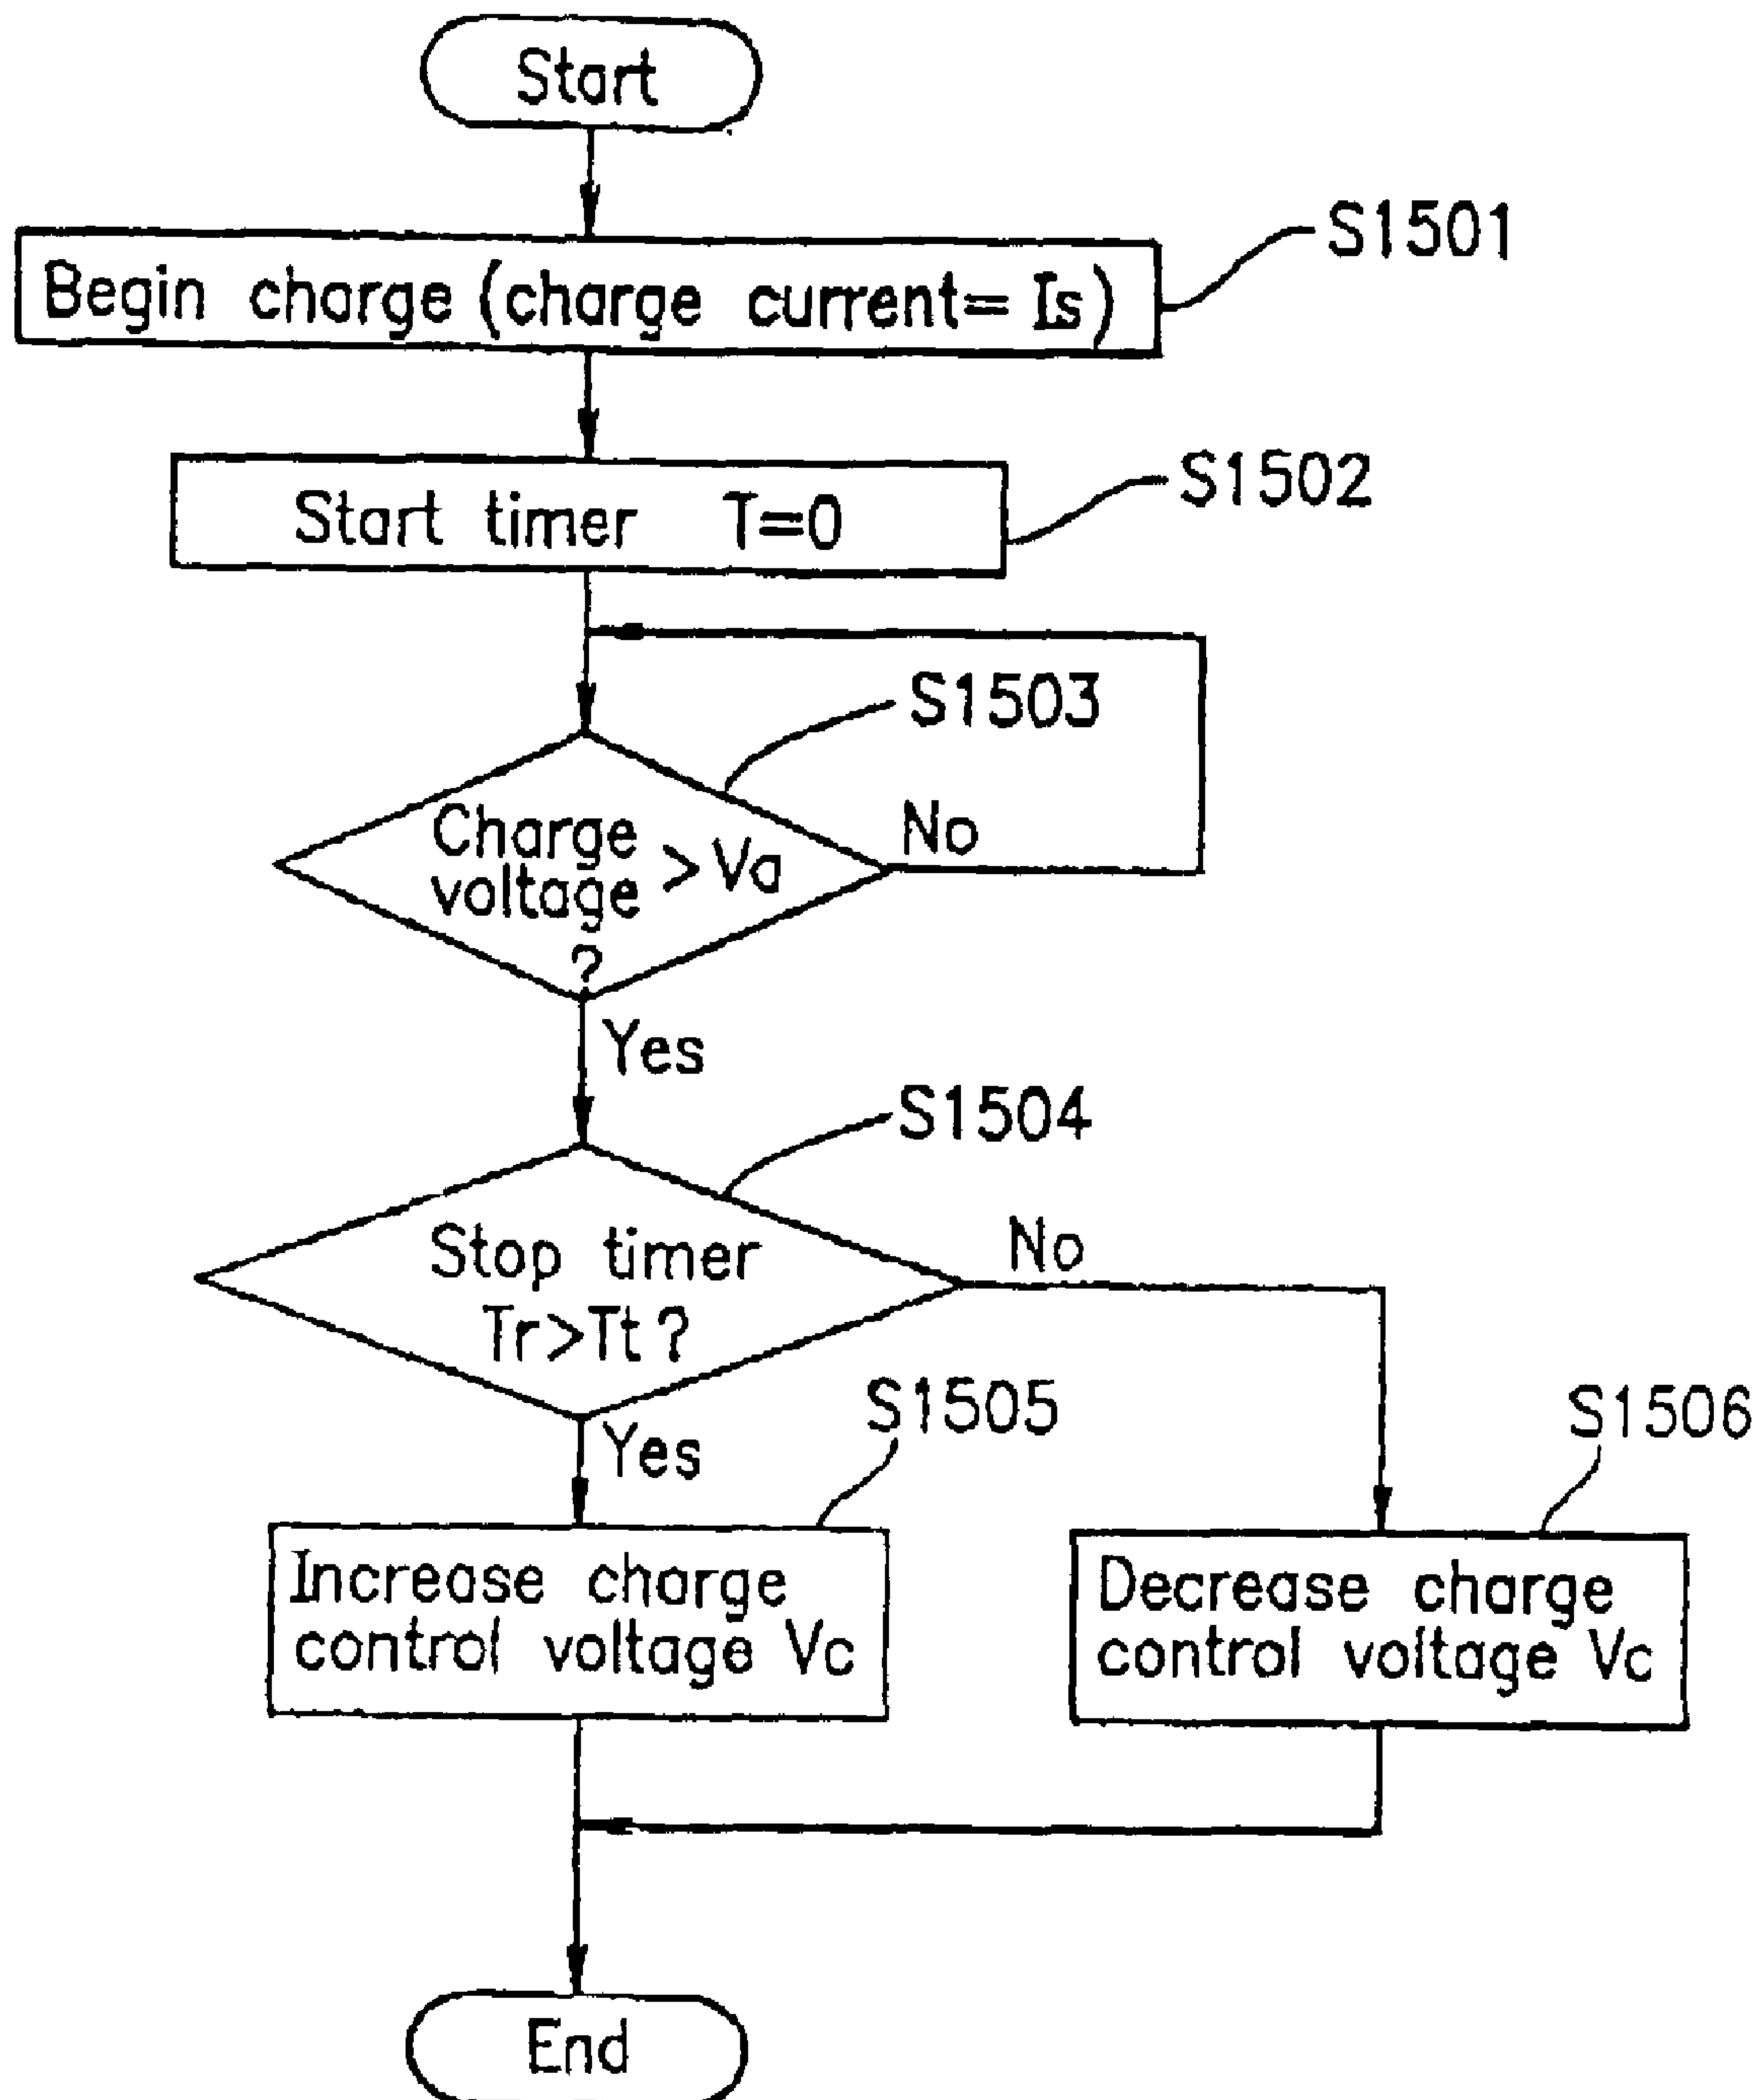 Start
S1501
Begin charge (charge current= Is)
S1502
Start timer T=0
S1503
Charge
voltage > Va
?
No
Yes
S1504
Stop timer
Tr>Tt?
No
Yes
S1505
Increase charge
control voltage Vc
S1506
Decrease charge
control voltage Vc
End